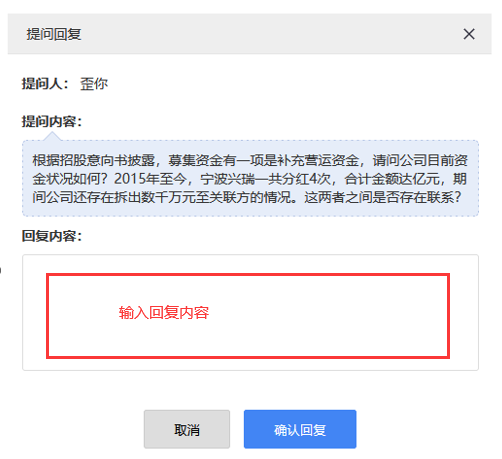 提问回复
提问人： 歪你
提问内容：
根据招股意向书披露，募集资金有一项是补充营运资金，请问公司目前资
金状况如何？2015年至今，宁波兴瑞一共分红4次，合计金额达亿元，期
间公司还存在拆出数千万元至关联方的情况。这两者之间是否存在联系？
回复内容：
输入回复内容
取消
确认回复